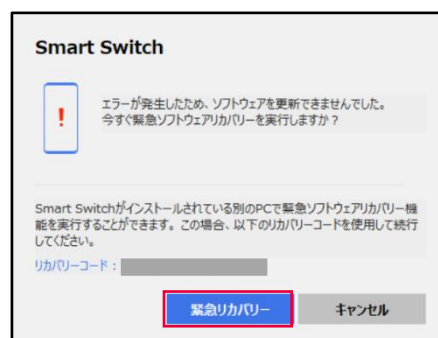 Smart Switch
!
エラーが発生したため、ソフトウェアを更新できませんでした。
今すぐ緊急ソフトウェアリカバリーを実行しますか？
Smart Switchがインストールされている別のPCで緊急ソフトウェアリカバリー機
能を実行することができます。この場合、以下のリカバリーコードを使用して続行
してください。
リカバリーコード：
緊急リカバリー
キャンセル